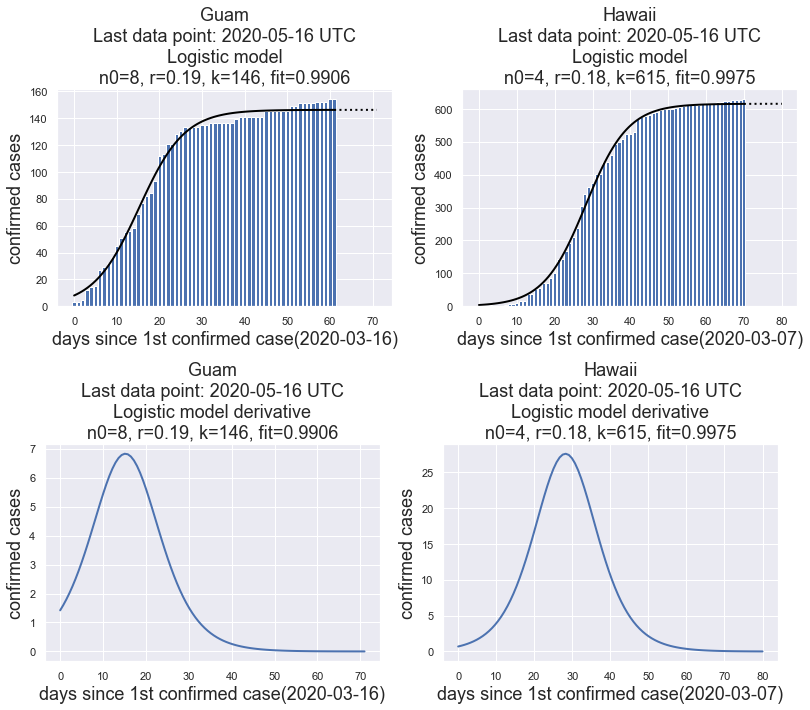 Guam
Last data point: 2020-05-16 UTC
Logistic model
n0=8, r=0.19, k=146, fit=0.9906
160
140
120
100
80
60
40
20
0
confirmed cases
0 10 20 30 40 50 60 70
days since 1st confirmed case(2020-03-16)
Hawaii
Last data point: 2020-05-16 UTC
Logistic model
n0=4, r=0.18, k=615, fit=0.9975
600
500
400
300
200
100
0
confirmed cases
0 10 20 30 40 50 60 70 80
days since 1st confirmed case(2020-03-07)
Guam
Last data point: 2020-05-16 UTC
Logistic model derivative
n0=8, r=0.19, k=146, fit=0.9906
7
6
5
4
3
2
1
0
confirmed cases
0 10 20 30 40 50 60 70
days since 1st confirmed case(2020-03-16)
Hawaii
Last data point: 2020-05-16 UTC
Logistic model derivative
n0=4, r=0.18, k=615, fit=0.9975
25
20
15
10
5
0
confirmed cases
0 10 20 30 40 50 60 70 80
days since 1st confirmed case(2020-03-07)